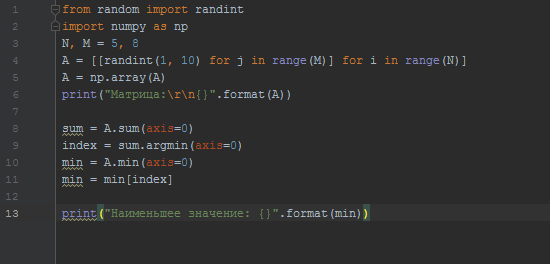 1 from random import randint
2 import numpy as np
3 N, M = 5, 8
4 A = [[randint(1, 10) for j in range(M)] for i in range(N)]
5 A = np.array(A)
6 print("Матрица:\r\n{}".format(A))
7
8 sum = A.sum(axis=0)
9 index = sum.argmin(axis=0)
10 min = A.min(axis=0)
11 min = min[index]
12
13 print("Наименьшее значение: {}".format(min))